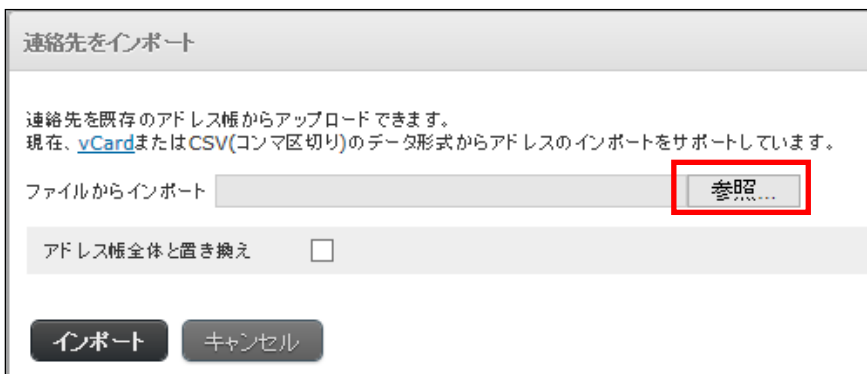 連絡先をインポート
連絡先を既存のアドレス帳からアップロードできます。
現在、vCardまたはCSV(コンマ区切り)のデータ形式からアドレスのインポートをサポートしています。
ファイルからインポート 参照...
アドレス帳全体と置き換え
インポート キャンセル